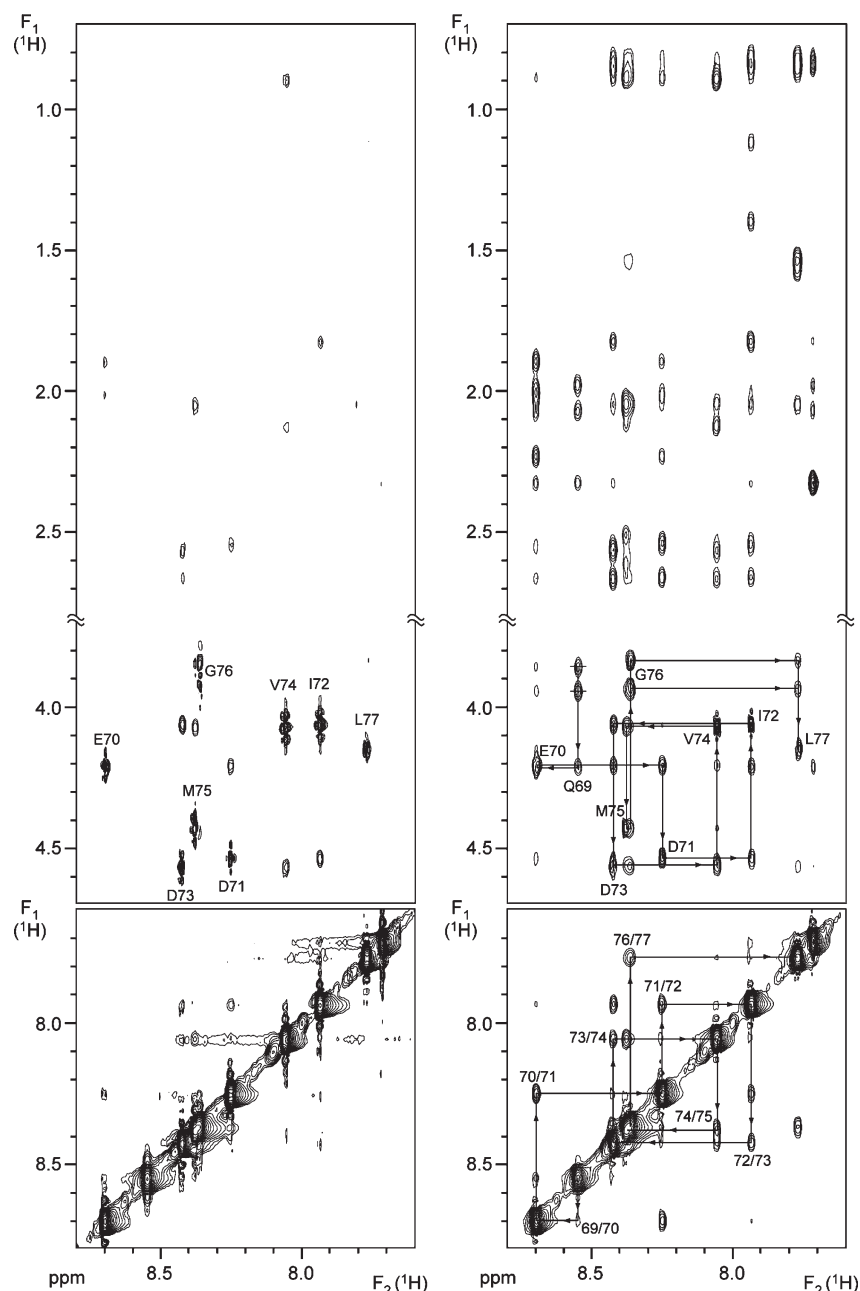 F1
(1H)
1.0
1.5
2.0
2.5
4.0
4.5
G76
V74
I72
L77
E70
M75
D73
D71
F1
(1H)
8.0
8.5
ppm
8.5
8.0
F2 (1H)
F1
(1H)
1.0
1.5
2.0
2.5
4.0
4.5
G76
I72
V74
L77
E70
Q69
M75
D71
D73
F1
(1H)
8.0
8.5
76/77
71/72
73/74
70/71
74/75
72/73
69/70
ppm
8.5
8.0
F2 (1H)